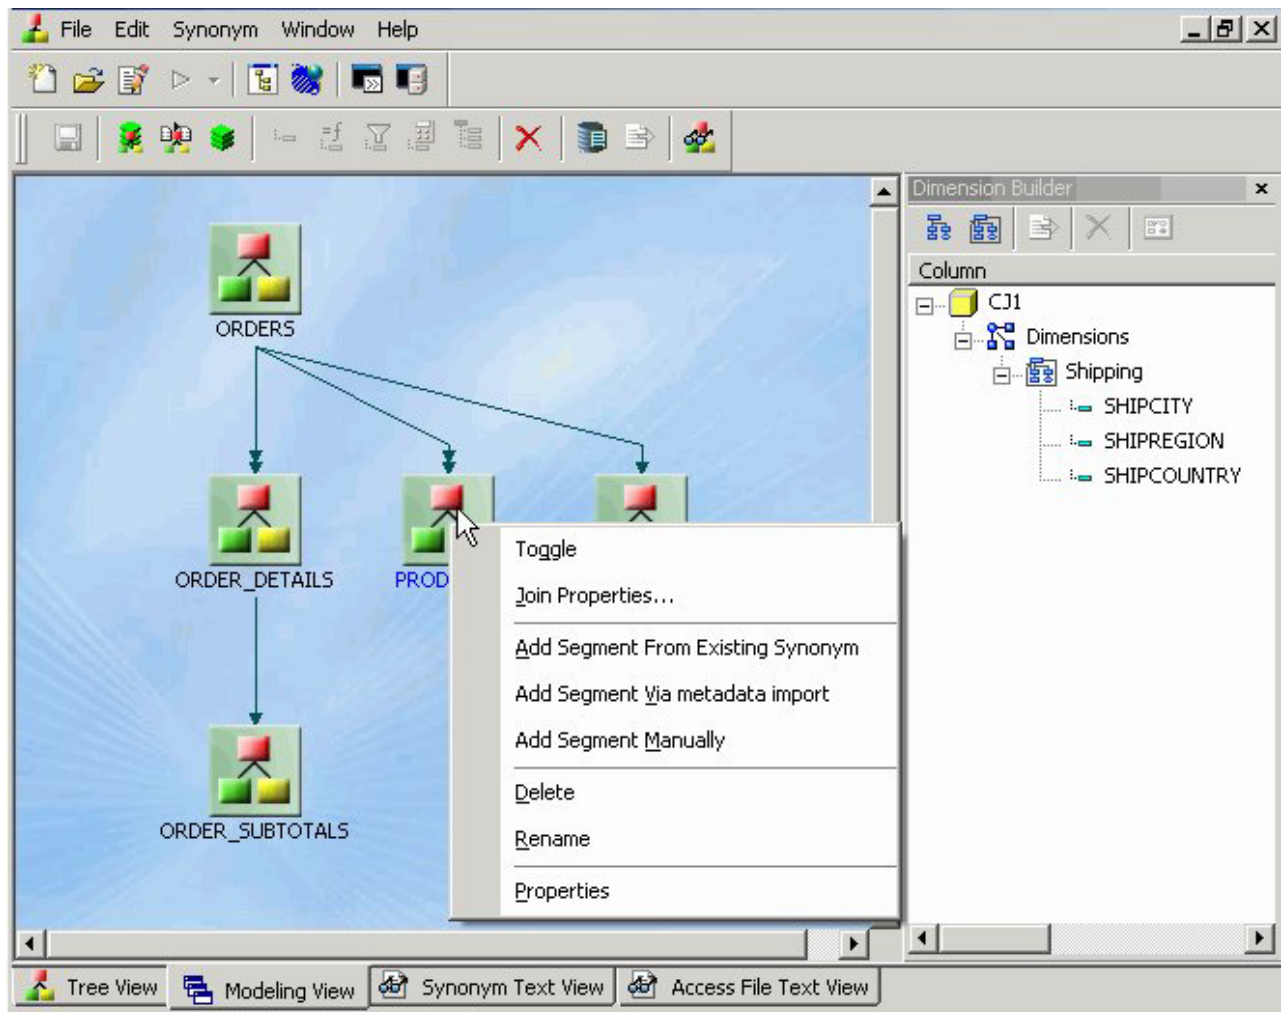 File Edit Synonym Window Help
Dimension Builder
Column
CJ1
Dimensions
Shipping
SHIPCITY
SHIPREGION
SHIPCOUNTRY
ORDERS
ORDER_DETAILS
PROD
ORDER_SUBTOTALS
Toggle
Join Properties...
Add Segment From Existing Synonym
Add Segment Via metadata import
Add Segment Manually
Delete
Rename
Properties
Tree View Modeling View Synonym Text View Access File Text View